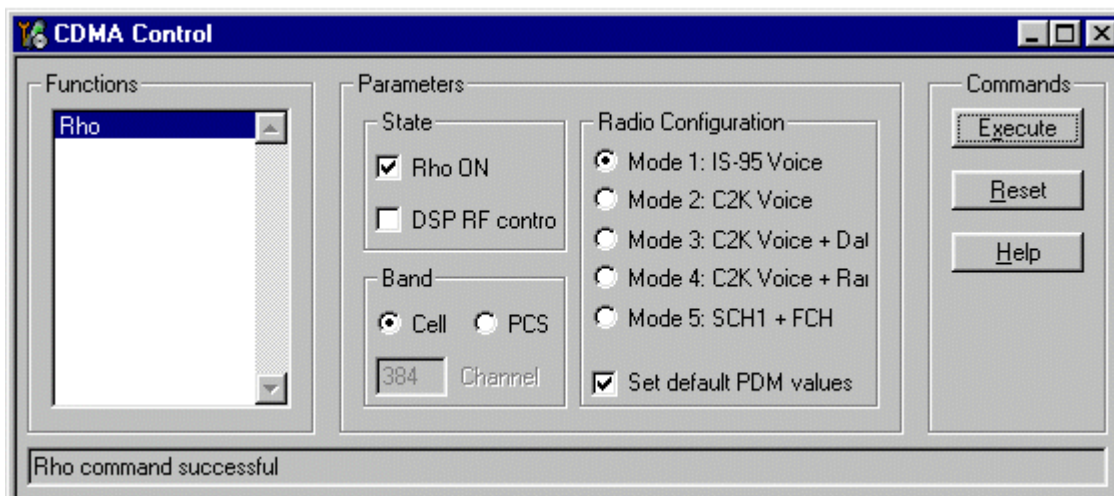 CDMA Control
Functions
Rho
Parameters
State
Rho ON
DSP RF contro
Band
Cell
PCS
384
Channel
Radio Configuration
Mode 1: IS-95 Voice
Mode 2: C2K Voice
Mode 3: C2K Voice + Dat
Mode 4: C2K Voice + Rar
Mode 5: SCH1 + FCH
Set default PDM values
Commands
Execute
Reset
Help
Rho command successful